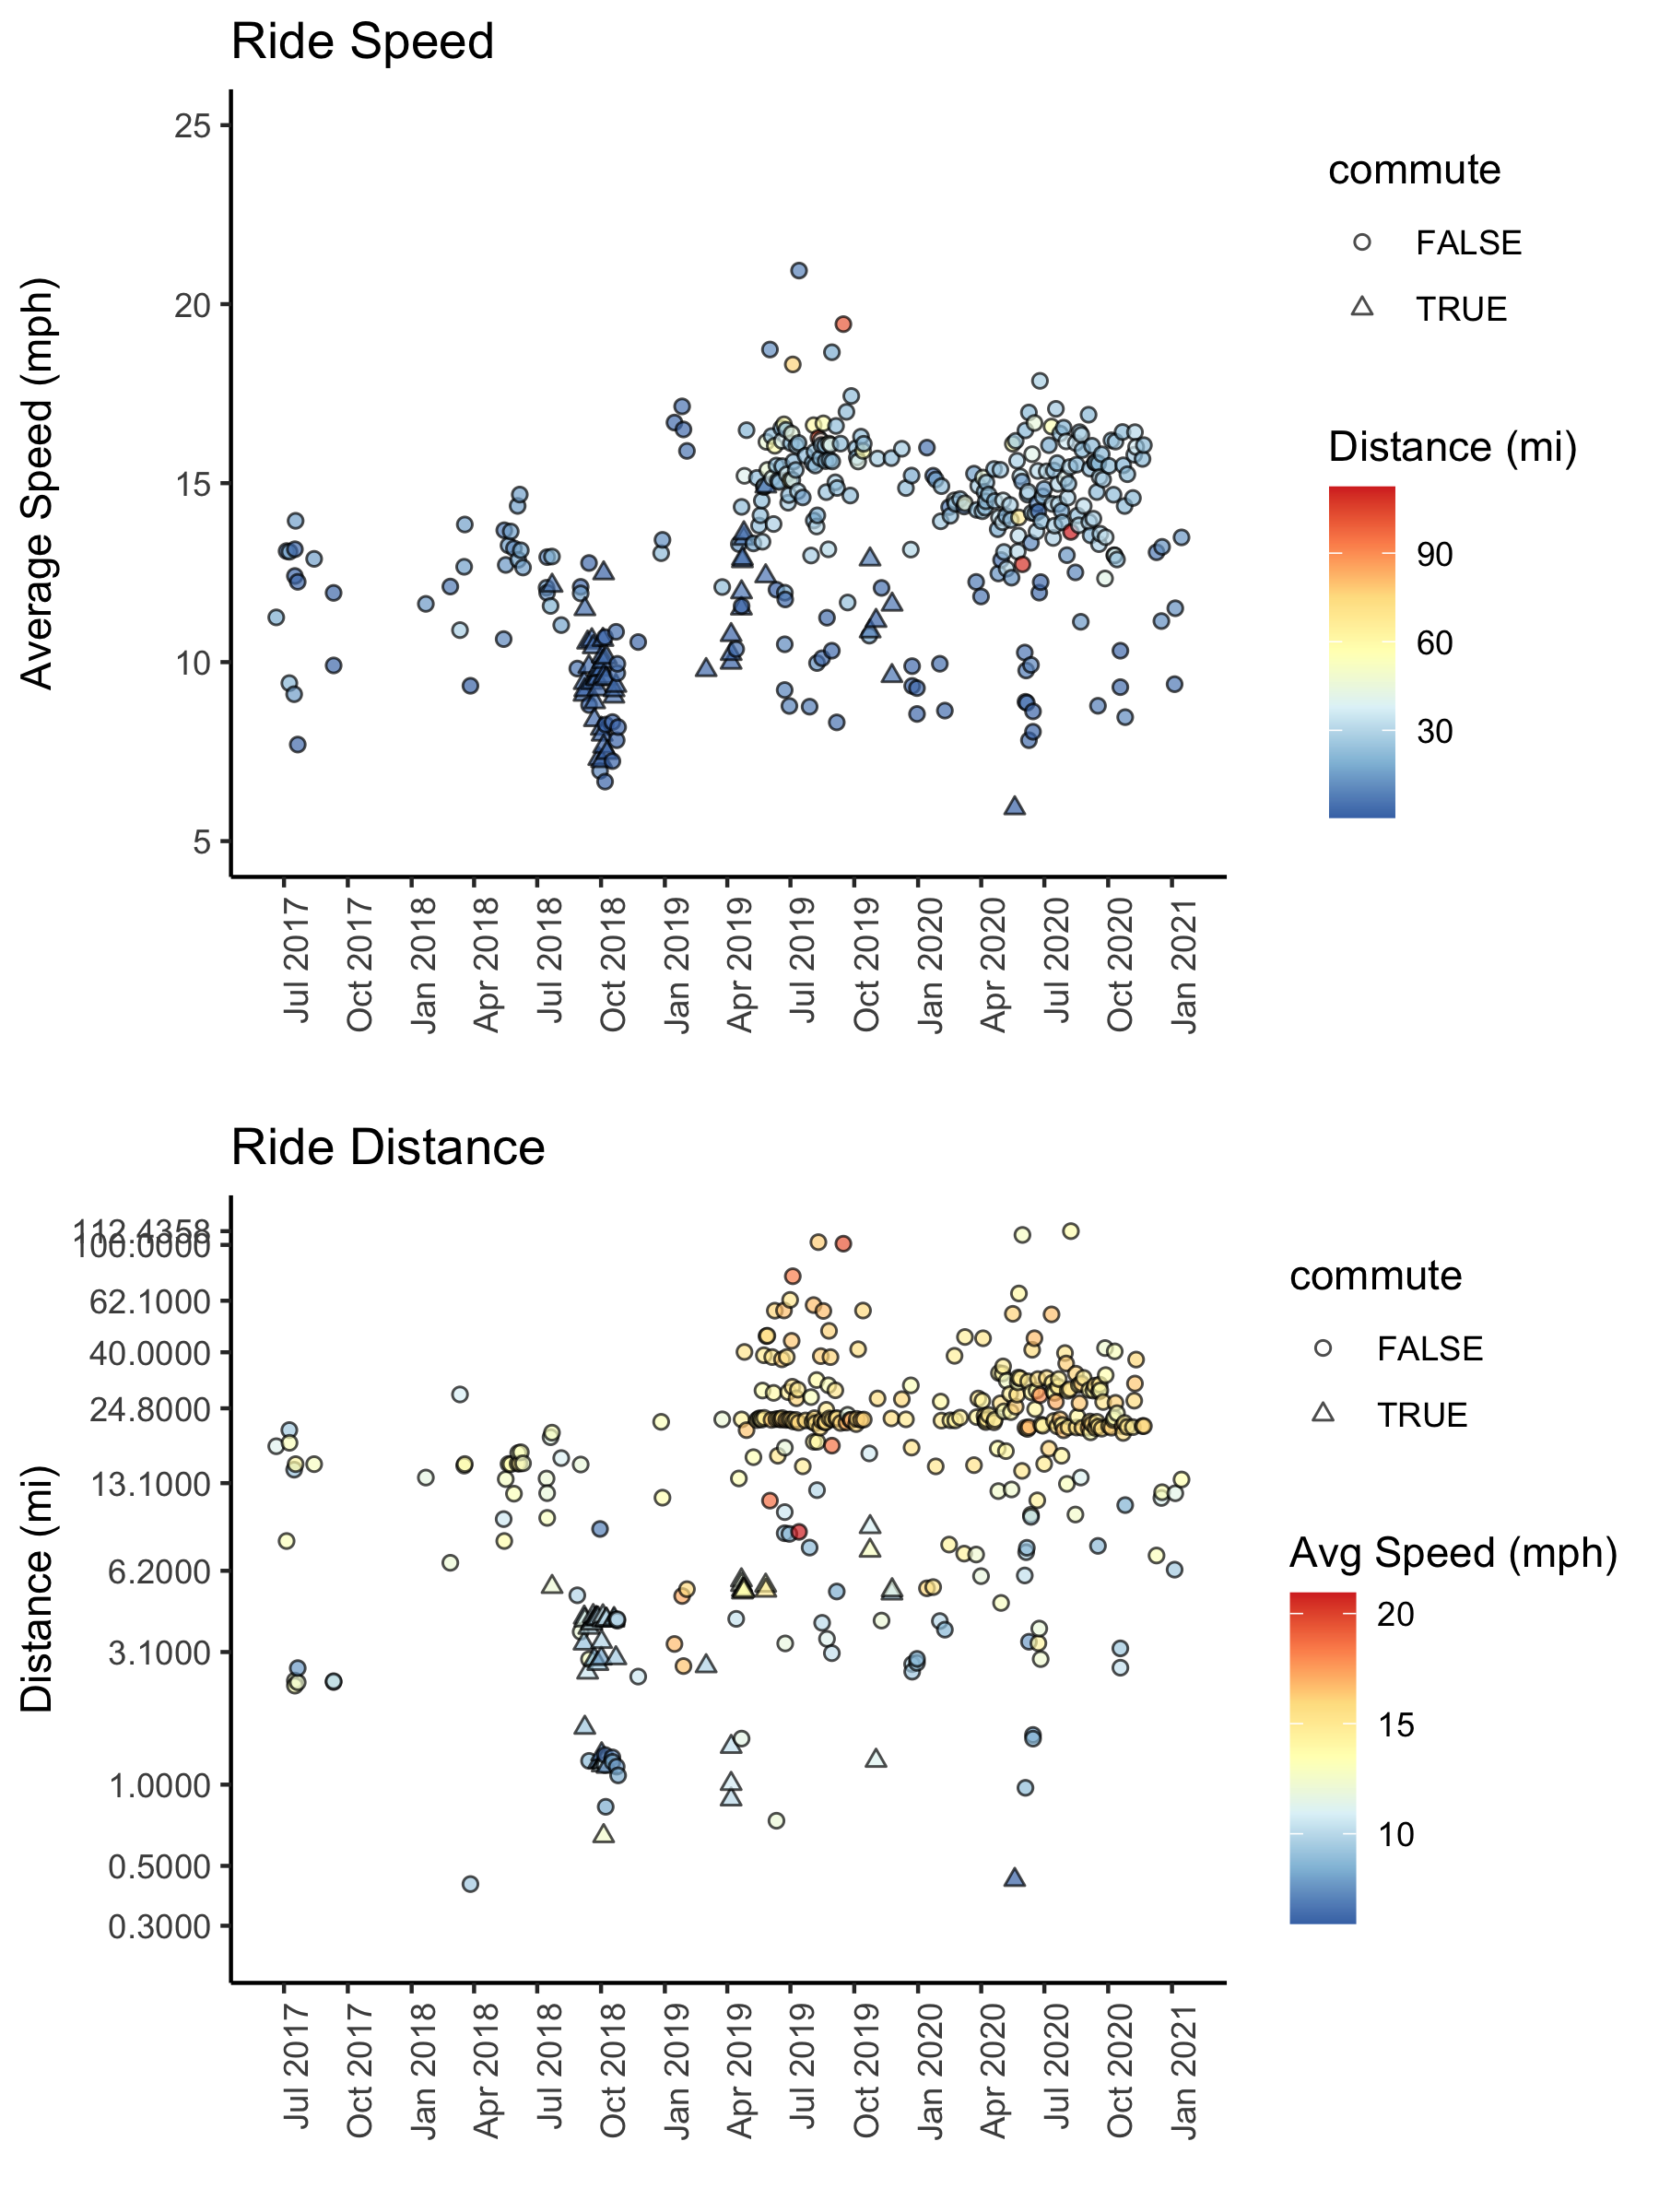 Ride Speed
Average Speed (mph)
25
20
15
10
5
Jul 2017
Oct 2017
Jan 2018
Apr 2018
Jul 2018
Oct 2018
Jan 2019
Apr 2019
Jul 2019
Oct 2019
Jan 2020
Apr 2020
Jul 2020
Oct 2020
Jan 2021
commute
FALSE
TRUE
Distance (mi)
90
60
30
Ride Distance
Distance (mi)
112.4358
100.0000
62.1000
40.0000
24.8000
13.1000
6.2000
3.1000
1.0000
0.5000
0.3000
Jul 2017
Oct 2017
Jan 2018
Apr 2018
Jul 2018
Oct 2018
Jan 2019
Apr 2019
Jul 2019
Oct 2019
Jan 2020
Apr 2020
Jul 2020
Oct 2020
Jan 2021
commute
FALSE
TRUE
Avg Speed (mph)
20
15
10